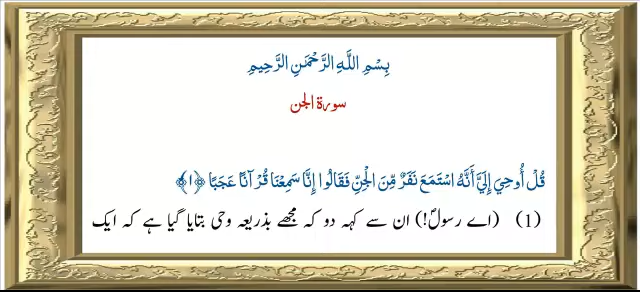 بِسْمِ اللَّهِ الرَّحْمَٰنِ الرَّحِيمِ
سورة الجن
قُلْ أُوحِيَ إِلَيَّ أَنَّهُ اسْتَمَعَ نَفَرٌ مِّنَ الْجِنِّ فَقَالُوا إِنَّا سَمِعْنَا قُرْآنًا عَجَبًا ﴿١﴾
(1) (اے رسولؐ!) ان سے کہہ دو کہ مجھے بذریعہ وحی بتایا گیا ہے کہ ایک